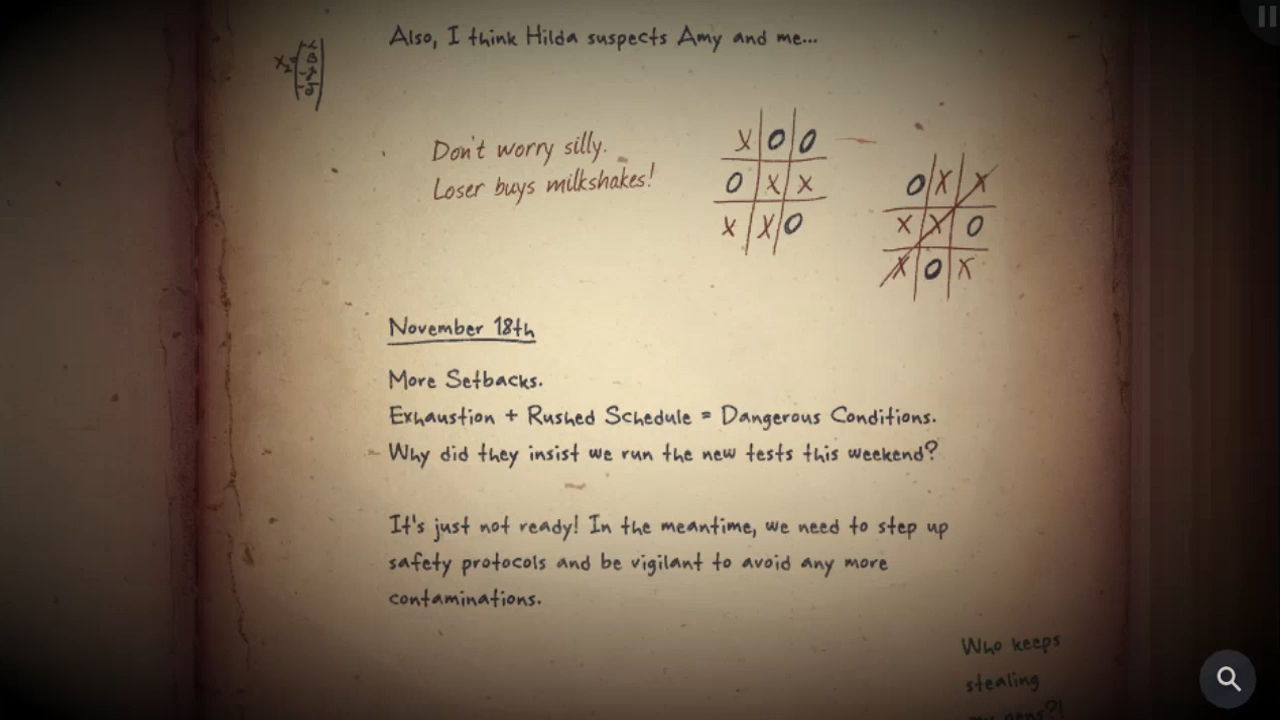 Also, I think Hilda suspects Amy and me...
Don't worry silly.
Loser buys milkshakes!
X O O
O X X
X X O
O X X
X X O
X O X
November 18th
More Setbacks.
Exhaustion + Rushed Schedule = Dangerous Conditions.
Why did they insist we run the new tests this weekend?
It's just not ready! In the meantime, we need to step up
safety protocols and be vigilant to avoid any more
contaminations.
Who keeps
stealing